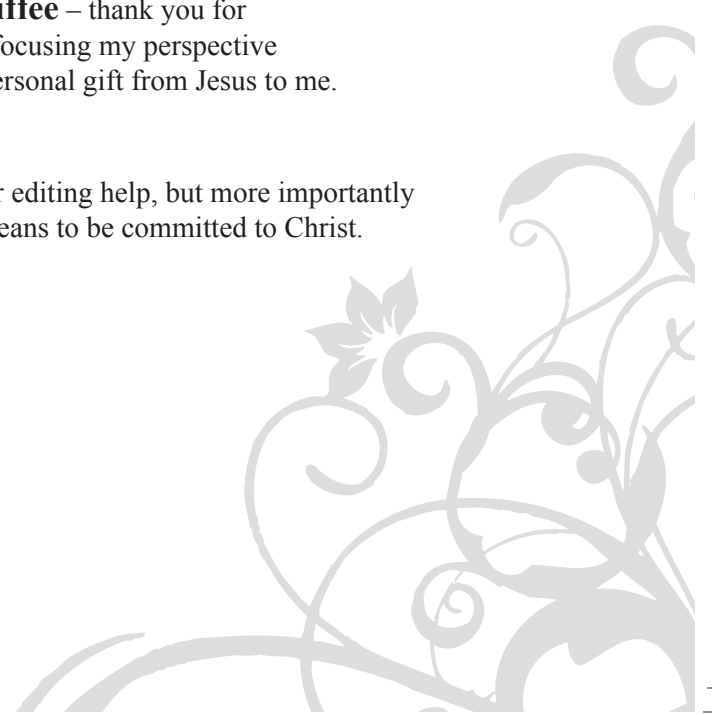 uffee – thank you for
focusing my perspective
ersonal gift from Jesus to me.
r editing help, but more importantly
eans to be committed to Christ.